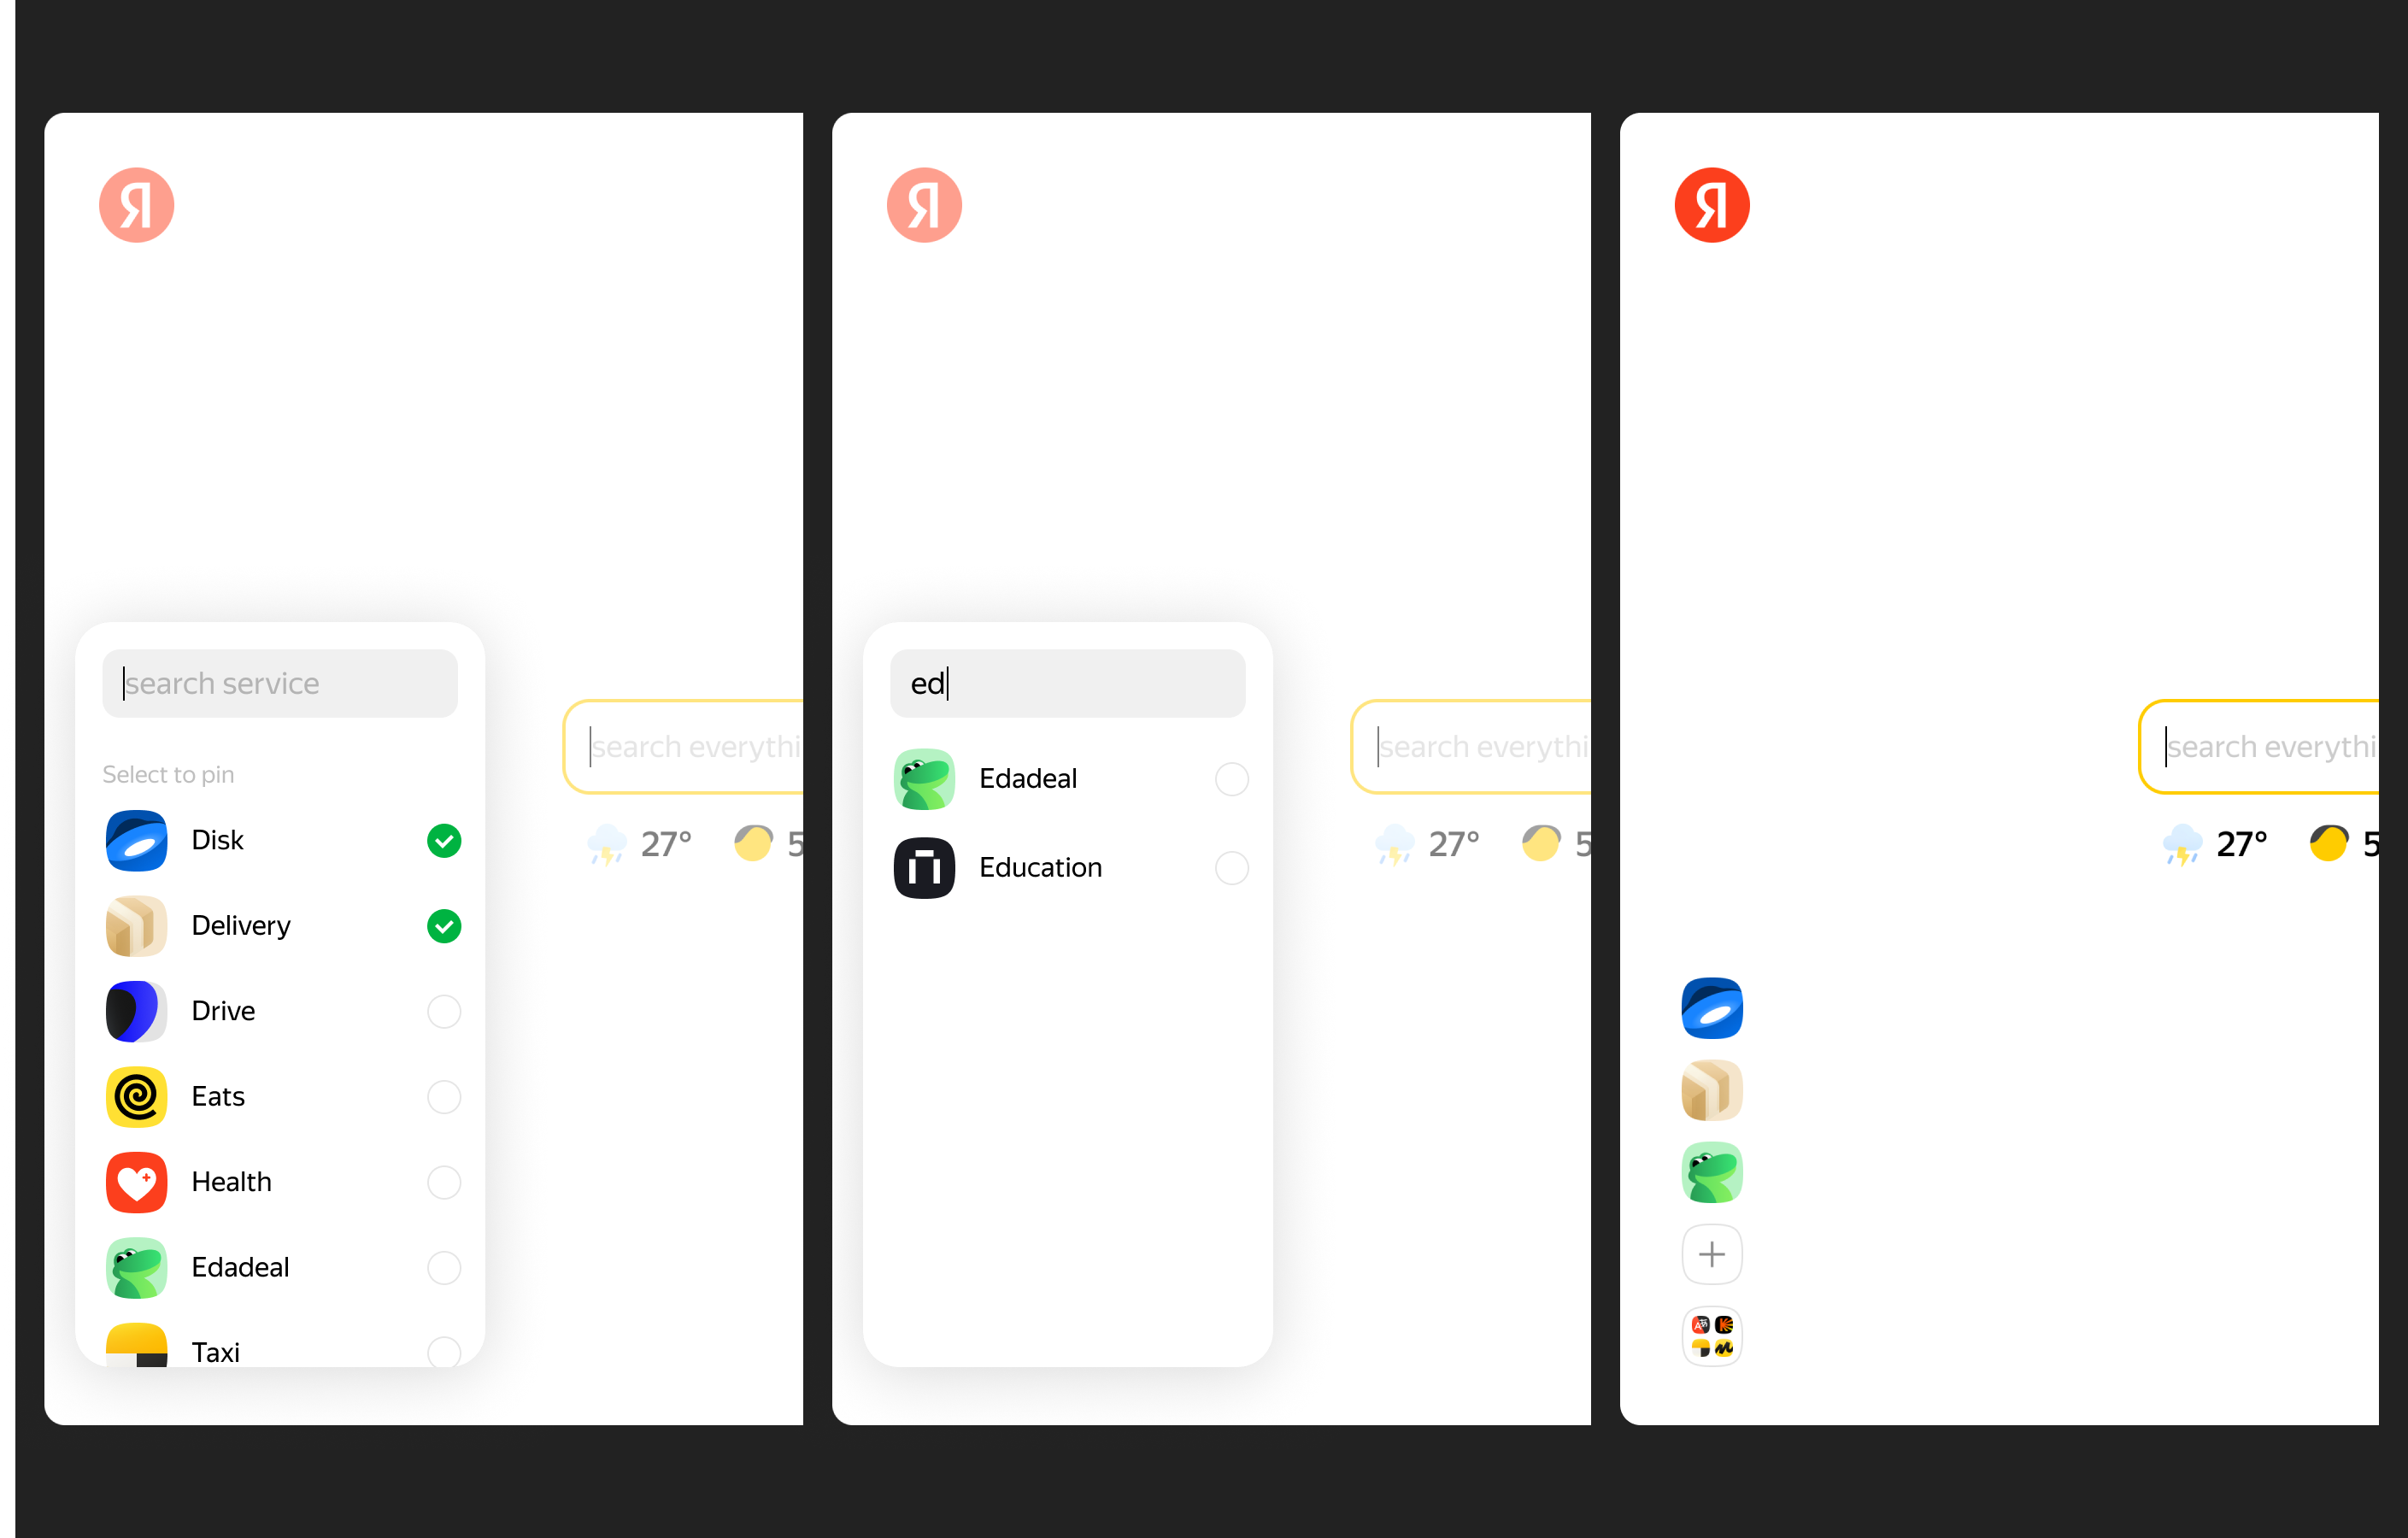 Я
search service
Select to pin
Disk
Delivery
Drive
Eats
Health
Edadeal
Taxi
search everythi
27°
5
Я
ed
Edadeal
Education
search everythi
27°
5
Я
search everythi
27°
5